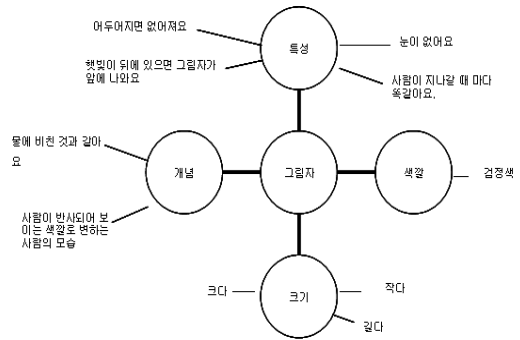 어두어지면 없어져요
특성
눈이 없어요
햇빛이 뒤에 있으면 그림자가
앞에 나와요
사람이 지나갈 때 마다
똑같아요.
물에 비친 것과 같아
요
개념
그림자
색깔
검정색
사람이 반사되어 보
이는 색깔로 변하는
사람의 모습
크다
크기
작다
길다